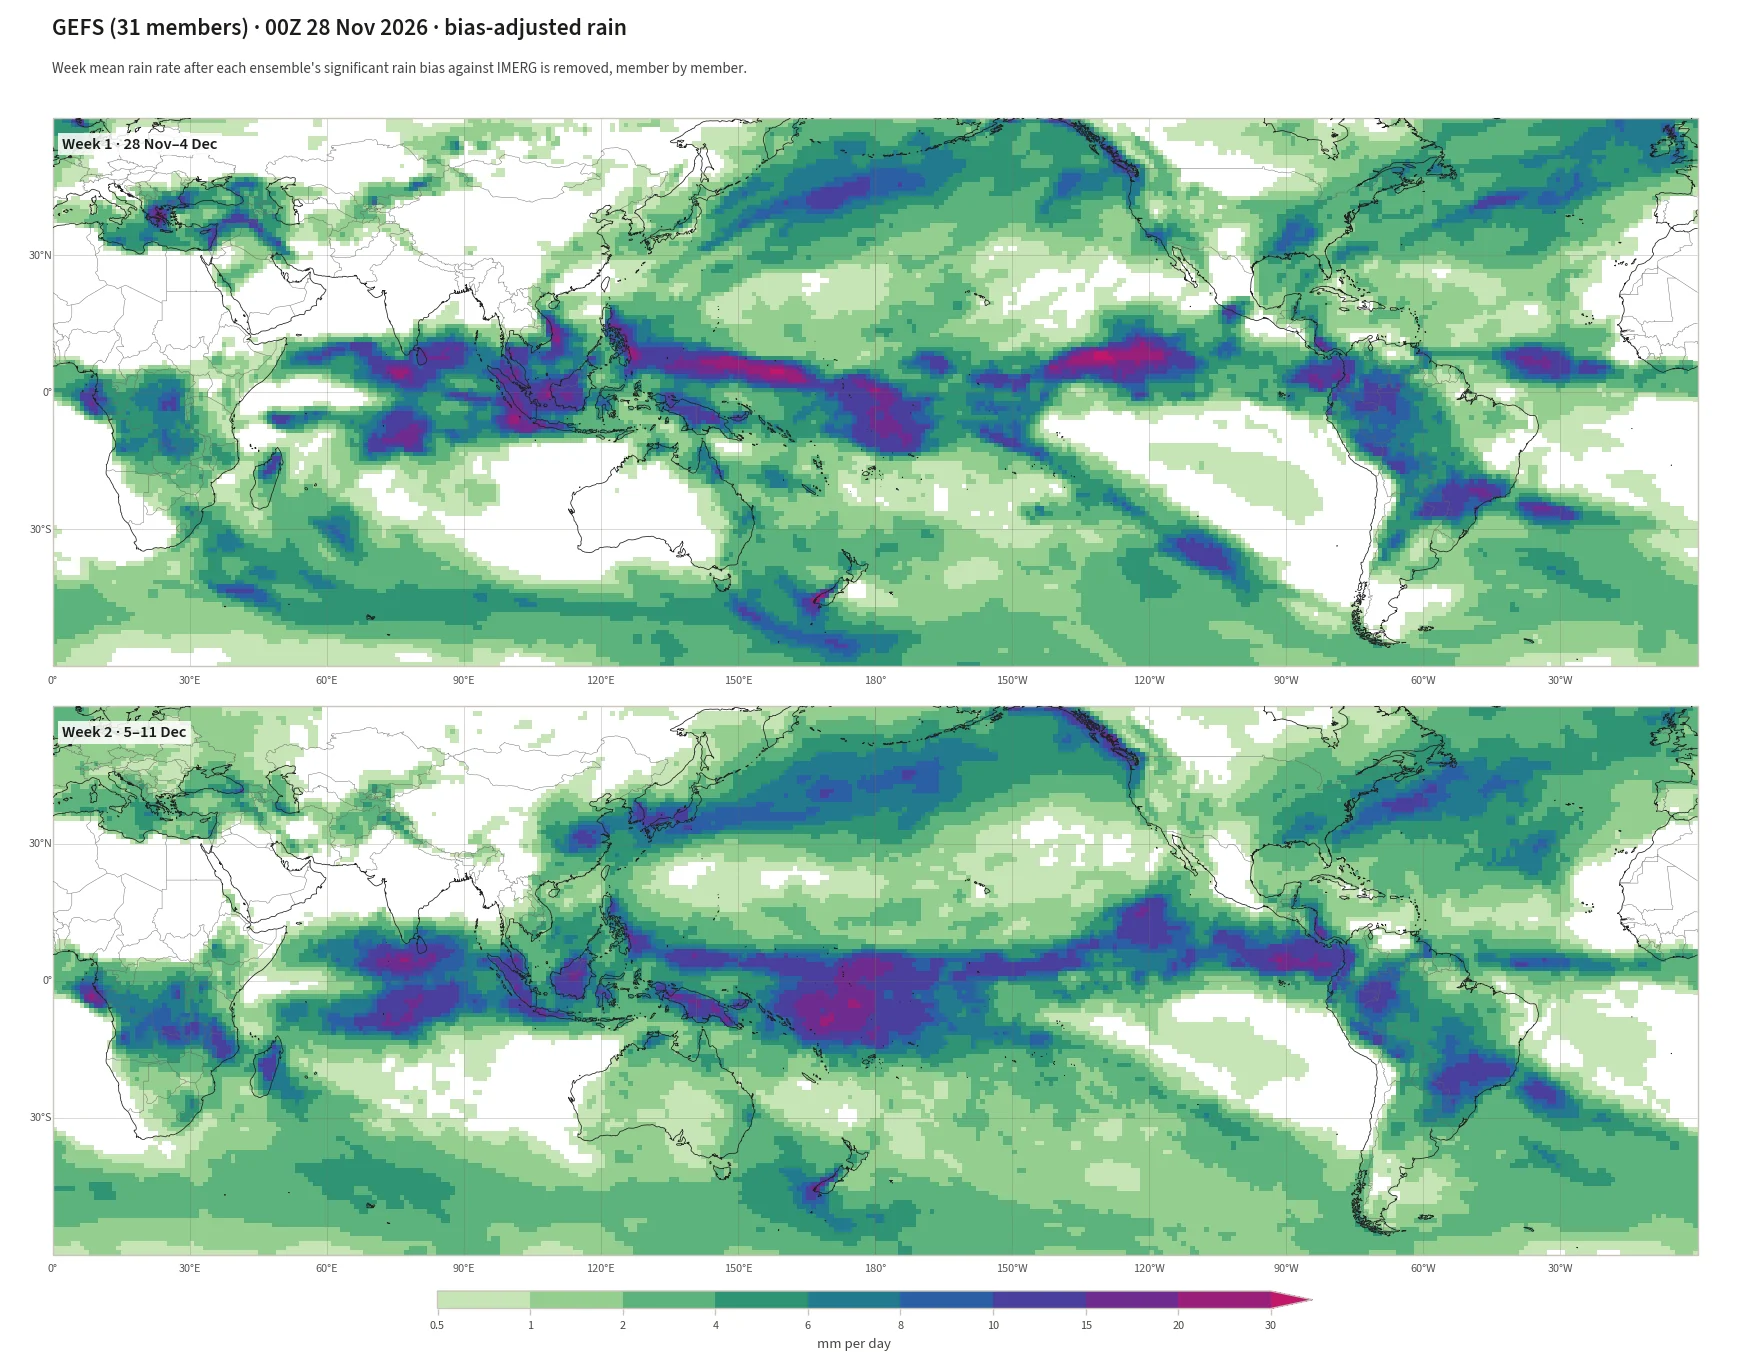 GEFS (31 members) · 00Z 28 Nov 2026 · bias-adjusted rain
Week mean rain rate after each ensemble's significant rain bias against IMERG is removed, member by member.
Week 1 · 28 Nov–4 Dec
30°N
0°
30°S
0° 30°E 60°E 90°E 120°E 150°E 180° 150°W 120°W 90°W 60°W 30°W
Week 2 · 5–11 Dec
30°N
0°
30°S
0° 30°E 60°E 90°E 120°E 150°E 180° 150°W 120°W 90°W 60°W 30°W
0.5 1 2 4 6 8 10 15 20 30
mm per day